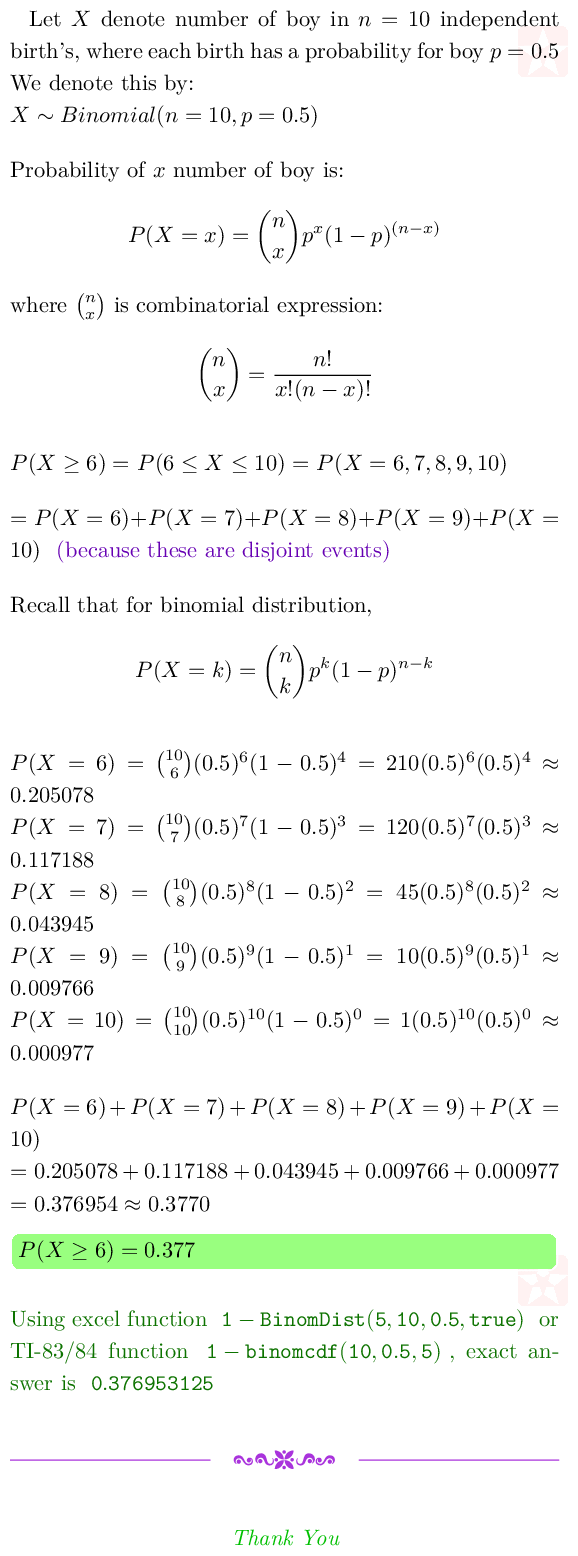 Let X denote number of boy in n = 10 independent
birth's, where each birth has a probability for boy p = 0.5
We denote this by:
X ∼ Binomial(n = 10, p = 0.5)
Probability of x number of boy is:
P(X = x) = \binom{n}{x} p^x (1 − p)^{(n−x)}
where \binom{n}{x} is combinatorial expression:
\binom{n}{x} = \frac{n!}{x!(n − x)!}
P(X ≥ 6) = P(6 ≤ X ≤ 10) = P(X = 6, 7, 8, 9, 10)
= P(X = 6)+P(X = 7)+P(X = 8)+P(X = 9)+P(X =
10) (because these are disjoint events)
Recall that for binomial distribution,
P(X = k) = \binom{n}{k} p^k (1 − p)^{n−k}
P(X = 6) = \binom{10}{6}(0.5)^6(1 − 0.5)^4 = 210(0.5)^6(0.5)^4 ≈
0.205078
P(X = 7) = \binom{10}{7}(0.5)^7(1 − 0.5)^3 = 120(0.5)^7(0.5)^3 ≈
0.117188
P(X = 8) = \binom{10}{8}(0.5)^8(1 − 0.5)^2 = 45(0.5)^8(0.5)^2 ≈
0.043945
P(X = 9) = \binom{10}{9}(0.5)^9(1 − 0.5)^1 = 10(0.5)^9(0.5)^1 ≈
0.009766
P(X = 10) = \binom{10}{10}(0.5)^{10}(1 − 0.5)^0 = 1(0.5)^{10}(0.5)^0 ≈
0.000977
P(X = 6) + P(X = 7) + P(X = 8) + P(X = 9) + P(X =
10)
= 0.205078 + 0.117188 + 0.043945 + 0.009766 + 0.000977
= 0.376954 ≈ 0.3770
P(X ≥ 6) = 0.377
Using excel function 1 − BinomDist(5, 10, 0.5, true) or
TI-83/84 function 1 − binomcdf(10, 0.5, 5) , exact an-
swer is 0.376953125
Thank You